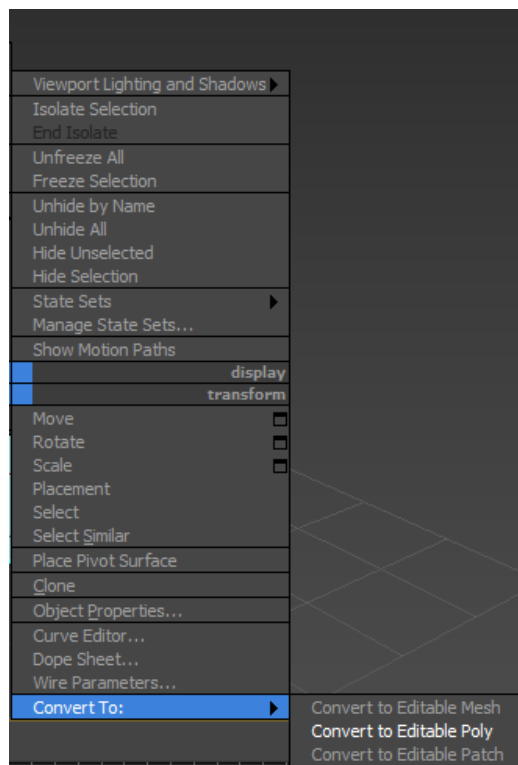 Viewport Lighting and Shadows
Isolate Selection
End Isolate
Unfreeze All
Freeze Selection
Unhide by Name
Unhide All
Hide Unselected
Hide Selection
State Sets
Manage State Sets...
Show Motion Paths
display
transform
Move
Rotate
Scale
Placement
Select
Select Similar
Place Pivot Surface
Clone
Object Properties...
Curve Editor...
Dope Sheet...
Wire Parameters...
Convert To:
Convert to Editable Mesh
Convert to Editable Poly
Convert to Editable Patch